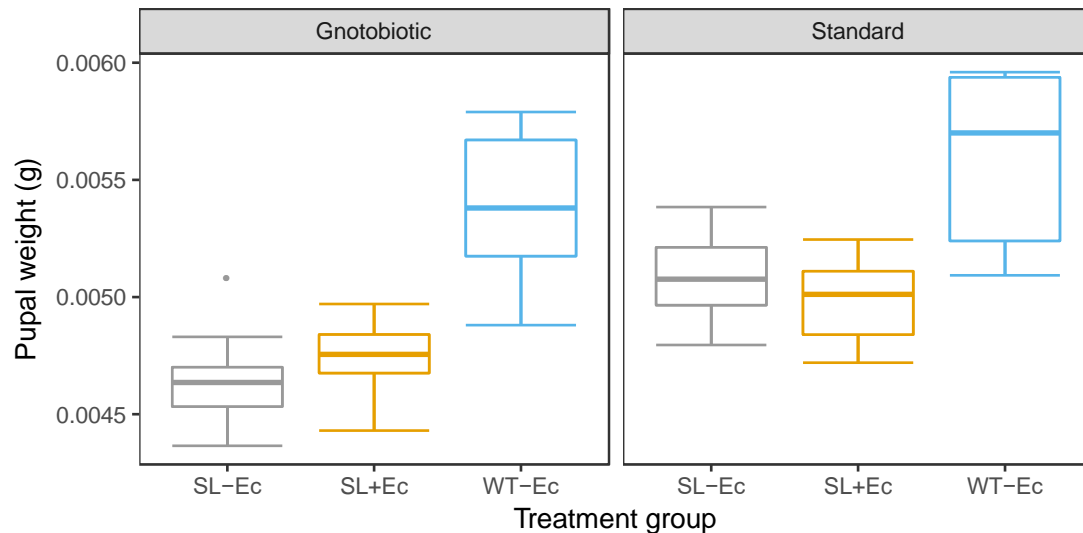 Gnotobiotic Standard
Pupal weight (g)
0.0060
0.0055
0.0050
0.0045
SL−Ec SL+Ec WT−Ec SL−Ec SL+Ec WT−Ec
Treatment group